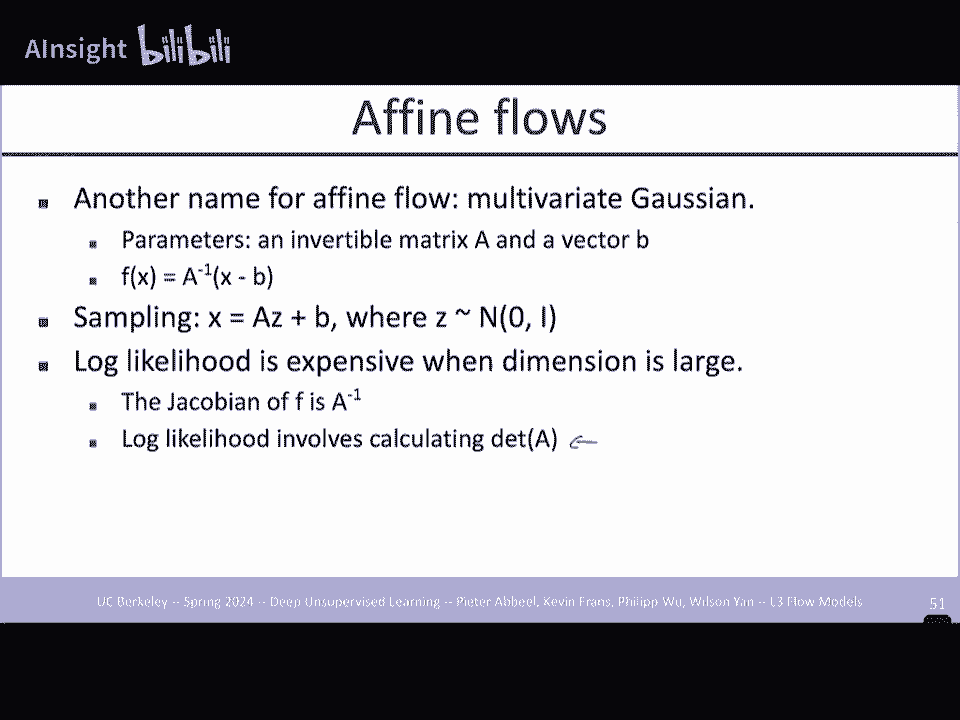 AInsight bilibili
Affine flows
Another name for affine flow: multivariate Gaussian.
Parameters: an invertible matrix A and a vector b
f(x) = A⁻¹(x - b)
Sampling: x = Az + b, where z ~ N(0, I)
Log likelihood is expensive when dimension is large.
The Jacobian of f is A⁻¹
Log likelihood involves calculating det(A)
UC Berkeley -- Spring 2024 -- Deep Unsupervised Learning -- Pieter Abbeel, Kevin Frans, Philipp Wu, Wilson Yan -- L3 Flow Models
51